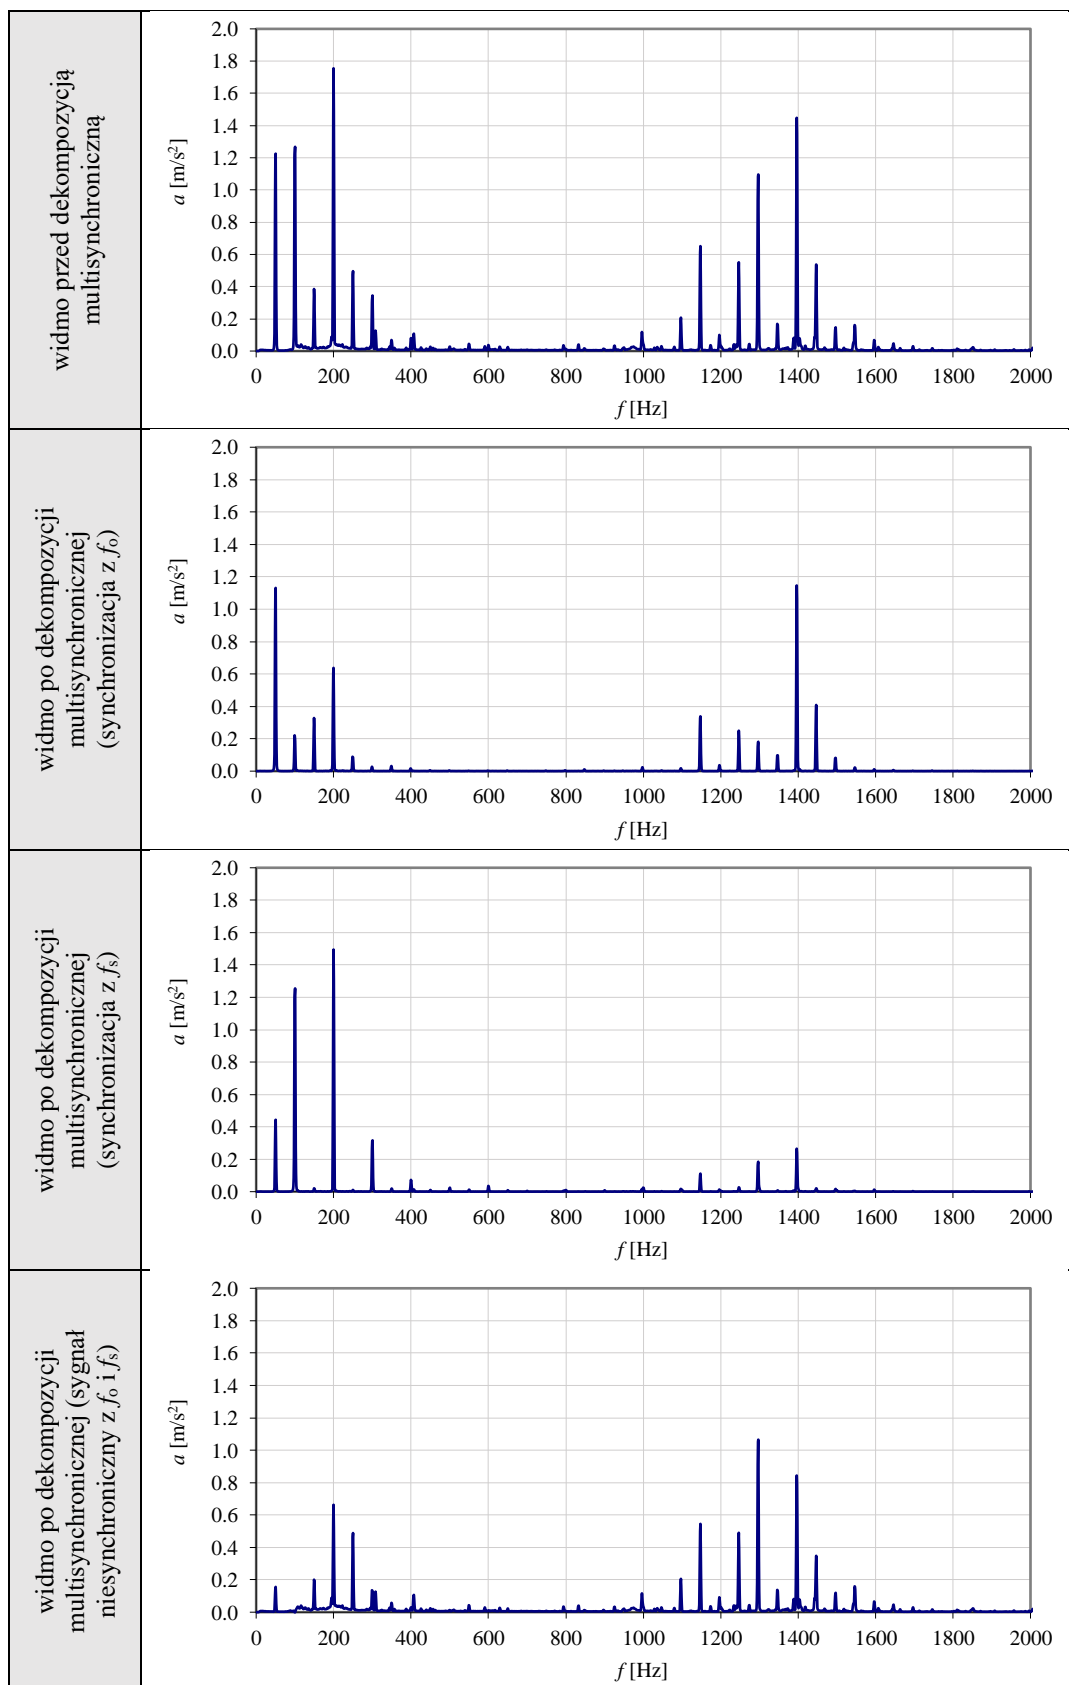 widmo przed dekompozycją
multisynchroniczną
2.0
1.8
1.6
1.4
1.2
1.0
0.8
0.6
0.4
0.2
0.0
a [m/s²]
0 200 400 600 800 1000 1200 1400 1600 1800 2000
f [Hz]
widmo po dekompozycji
multisynchronicznej
(synchronizacja z fo)
2.0
1.8
1.6
1.4
1.2
1.0
0.8
0.6
0.4
0.2
0.0
a [m/s²]
0 200 400 600 800 1000 1200 1400 1600 1800 2000
f [Hz]
widmo po dekompozycji
multisynchronicznej
(synchronizacja z fs)
2.0
1.8
1.6
1.4
1.2
1.0
0.8
0.6
0.4
0.2
0.0
a [m/s²]
0 200 400 600 800 1000 1200 1400 1600 1800 2000
f [Hz]
widmo po dekompozycji
multisynchronicznej (sygnał
niesynchroniczny z fo i fs)
2.0
1.8
1.6
1.4
1.2
1.0
0.8
0.6
0.4
0.2
0.0
a [m/s²]
0 200 400 600 800 1000 1200 1400 1600 1800 2000
f [Hz]